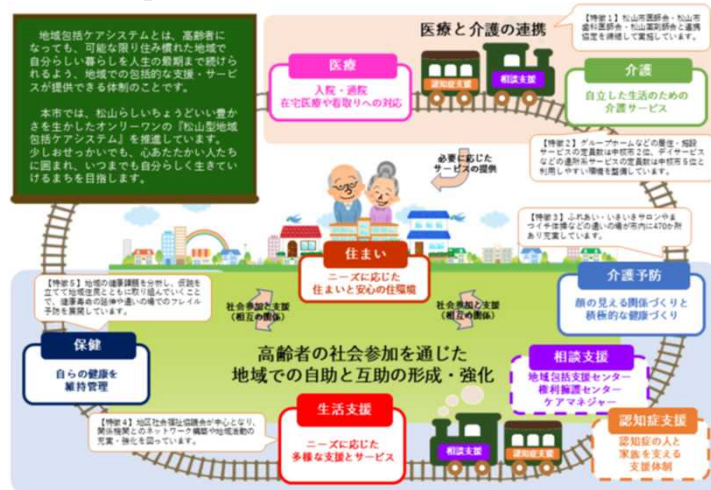 地域包括ケアシステムとは、高齢者に
なっても、可能な限り住み慣れた地域で
自分らしい暮らしを人生の最期まで続けら
れるよう、地域での包括的な支援・サービ
スが提供できる体制のことです。
本市では、松山らしいちょうどいい豊か
さを生かしたオンリーワンの『松山型地域
包括ケアシステム』を推進しています。
少しおせっかいでも、心あたたかい人たち
に囲まれ、いつまでも自分らしく生きてい
けるまちを目指します。
医療と介護の連携
【特徴1】松山市医師会・松山市
歯科医師会・松山薬剤師会と連携
協定を締結して実施しています。
医療
入院・通院
在宅医療や看取りへの対応
認知症支援
相談支援
介護
自立した生活のための
介護サービス
必要に応じた
サービスの提供
【特徴2】グループホームなどの居住・施設
サービスの定員数は中核市2位、デイサービス
などの通所系サービスの定員数は中核市5位と
利用しやすい環境を整備しています。
【特徴3】ふれあい・いきいきサロンやま
つイチ体操などの通いの場が市内に470か所
あり充実しています。
住まい
ニーズに応じた
住まいと安心の住環境
介護予防
顔の見える関係づくりと
積極的な健康づくり
【特徴5】地域の健康課題を分析し、仮説を
立てて地域住民とともに取り組んでいくこと
で、健康寿命の延伸や通いの場でのフレイル
予防を展開しています。
社会参加と支援
(相互の関係)
社会参加と支援
(相互の関係)
保健
自らの健康を
維持管理
高齢者の社会参加を通じた
地域での自助と互助の形成・強化
相談支援
地域包括支援センター
権利擁護センター
ケアマネジャー
【特徴4】地区社会福祉協議会が中心となり、
関係機関とのネットワーク構築や地域活動の
充実・強化を図っています。
生活支援
ニーズに応じた
多様な支援とサービス
相談支援
認知症支援
認知症支援
認知症の人と
家族を支える
支援体制